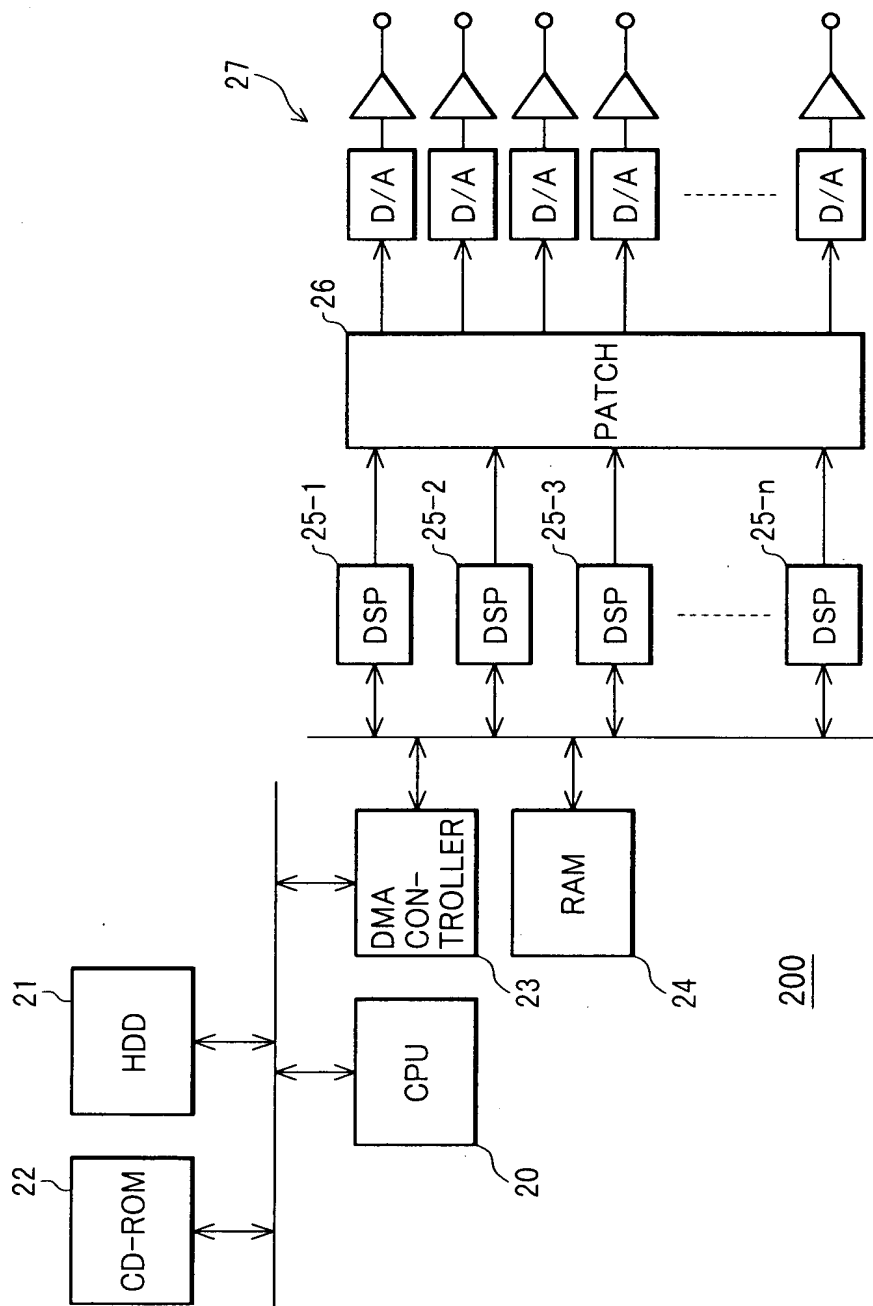 22
CD-ROM
21
HDD
20
CPU
23
DMA
CON-
TROLLER
24
RAM
200
25-1
DSP
25-2
DSP
25-3
DSP
25-n
DSP
26
PATCH
27
D/A
D/A
D/A
D/A
D/A